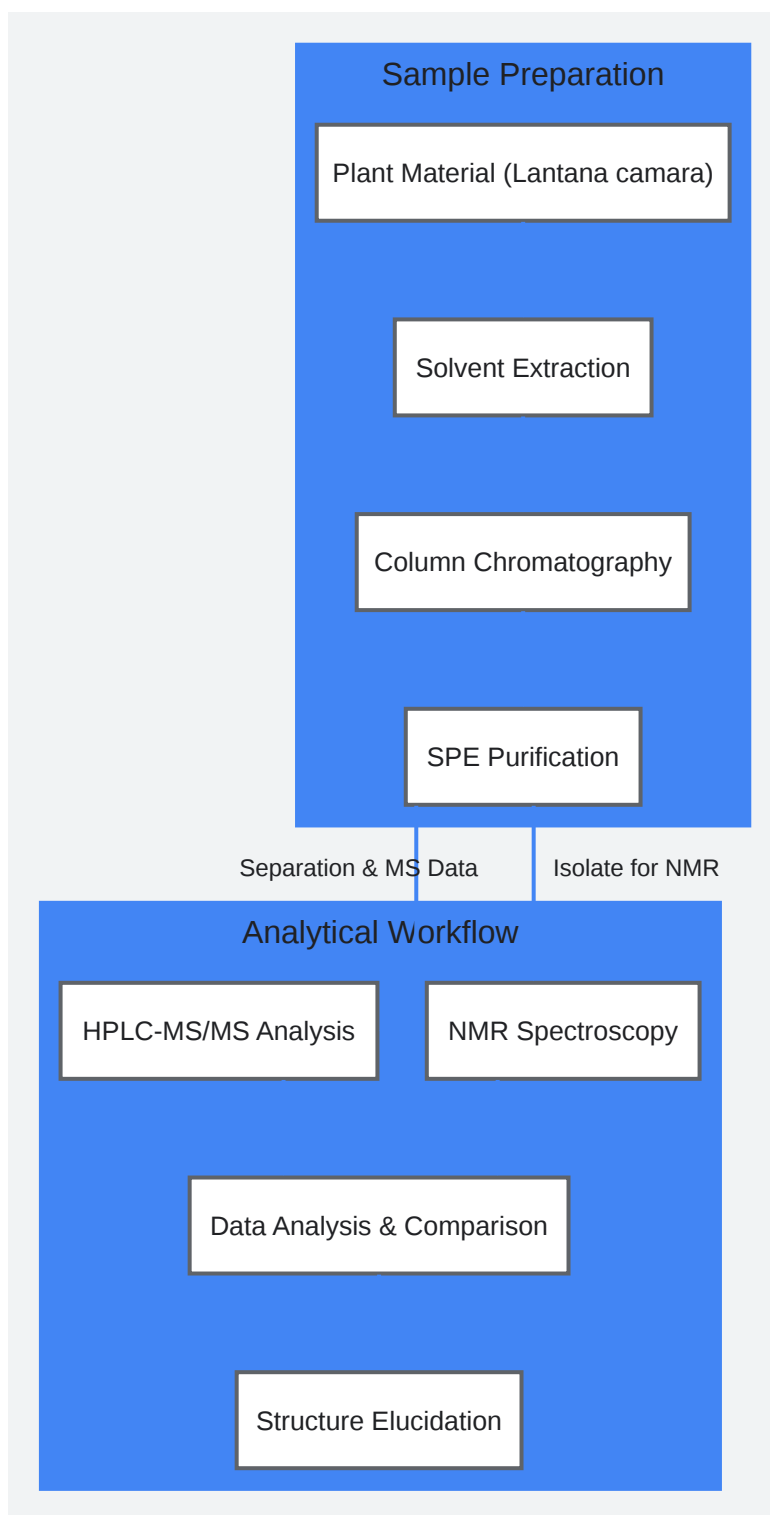 Sample Preparation
Plant Material (Lantana camara)
Solvent Extraction
Column Chromatography
SPE Purification
Separation & MS Data
Isolate for NMR
Analytical Workflow
HPLC-MS/MS Analysis
NMR Spectroscopy
Data Analysis & Comparison
Structure Elucidation